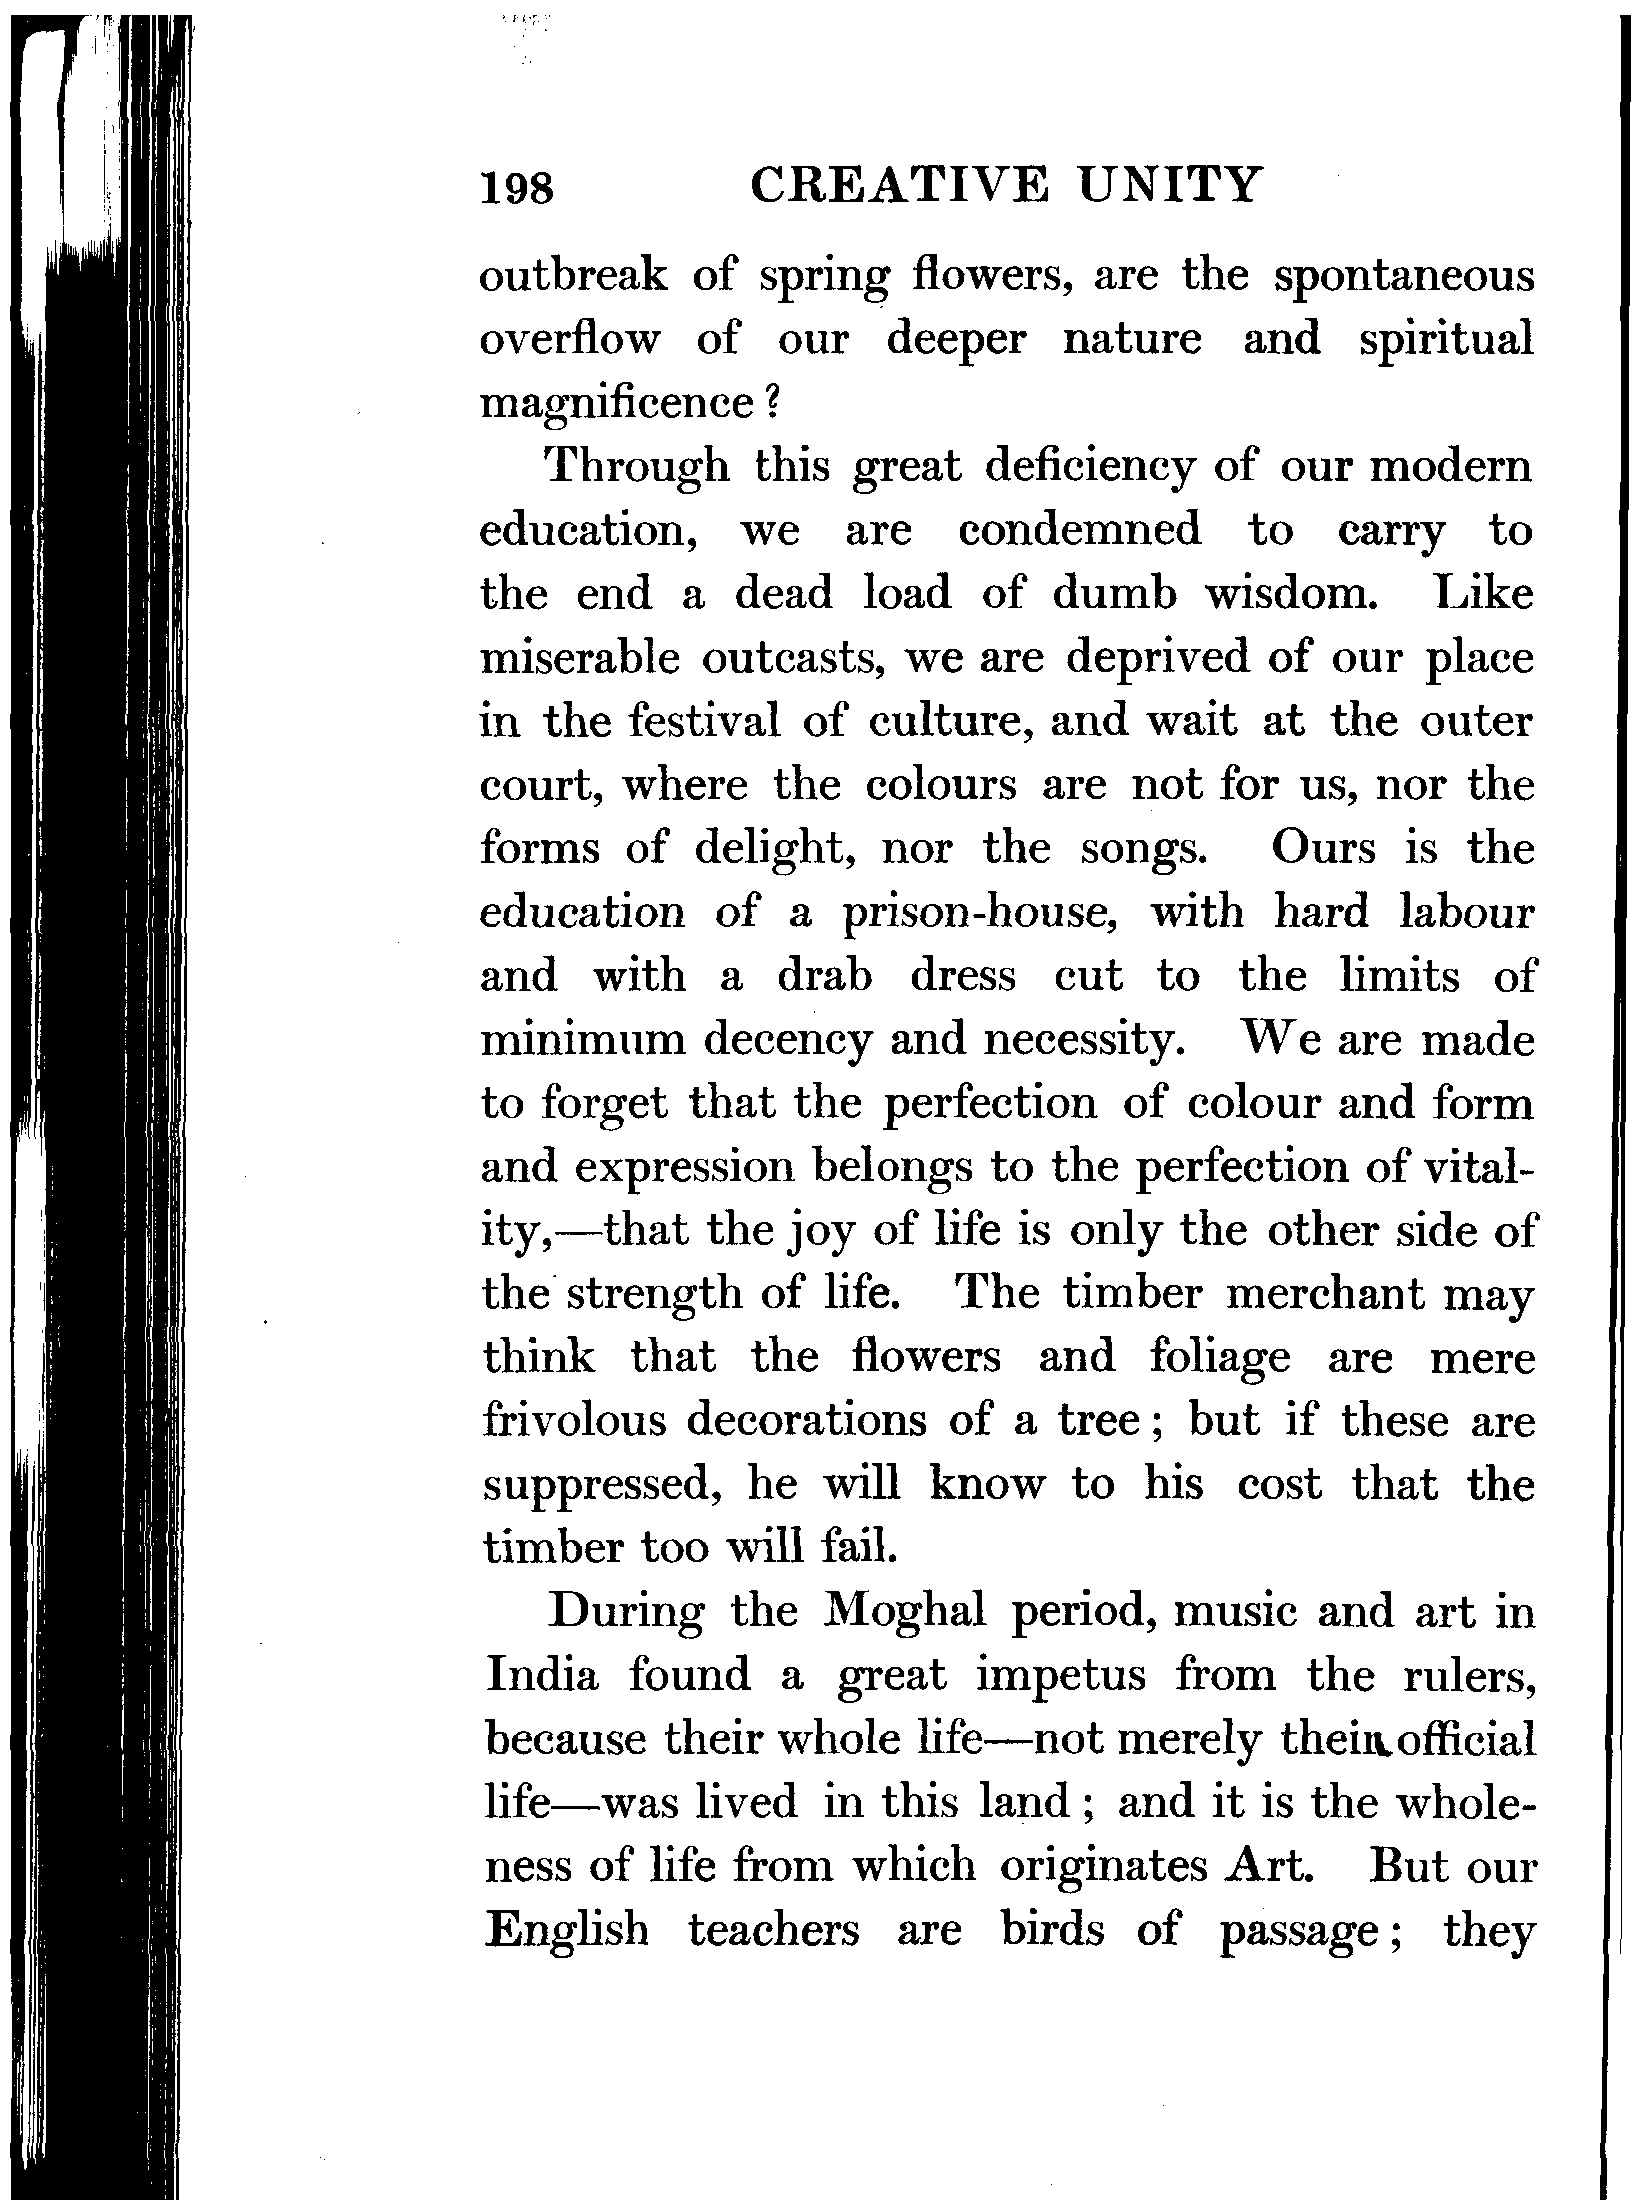 198 CREATIVE UNITY
outbreak of spring flowers, are the spontaneous
overflow of our deeper nature and spiritual
magnificence ?
Through this great deficiency of our modern
education, we are condemned to carry to
the end a dead load of dumb wisdom. Like
miserable outcasts, we are deprived of our place
in the festival of culture, and wait at the outer
court, where the colours are not for us, nor the
forms of delight, nor the songs. Ours is the
education of a prison-house, with hard labour
and with a drab dress cut to the limits of
minimum decency and necessity. We are made
to forget that the perfection of colour and form
and expression belongs to the perfection of vital-
ity,—that the joy of life is only the other side of
the strength of life. The timber merchant may
think that the flowers and foliage are mere
frivolous decorations of a tree ; but if these are
suppressed, he will know to his cost that the
timber too will fail.
During the Moghal period, music and art in
India found a great impetus from the rulers,
because their whole life—not merely their official
life—was lived in this land ; and it is the whole-
ness of life from which originates Art. But our
English teachers are birds of passage ; they